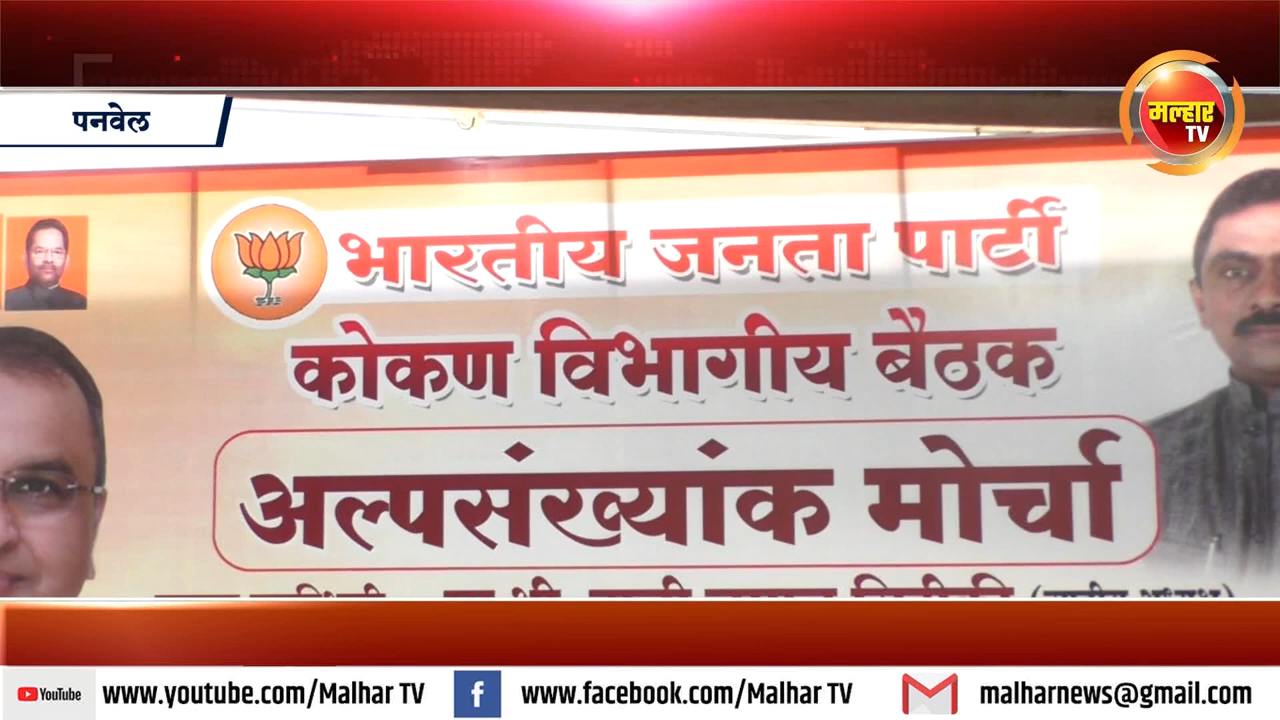 पनवेल
मल्हार
TV
भारतीय जनता पार्टी
कोकण विभागीय बैठक
अल्पसंख्यांक मोर्चा
YouTube
www.youtube.com/Malhar TV
www.facebook.com/Malhar TV
malharnews@gmail.com